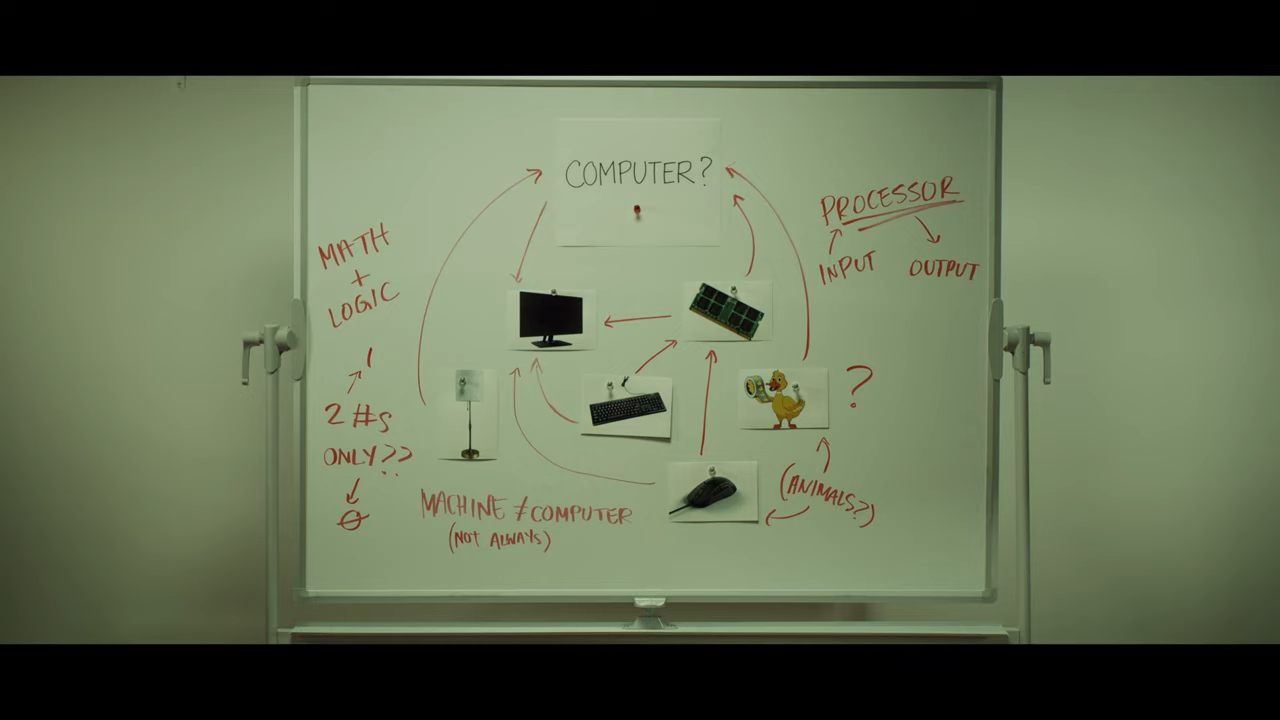 COMPUTER?
PROCESSOR
INPUT
OUTPUT
MATH
+
LOGIC
1
2 #s
ONLY??
0
?
(ANIMALS?)
MACHINE ≠ COMPUTER
(NOT ALWAYS)